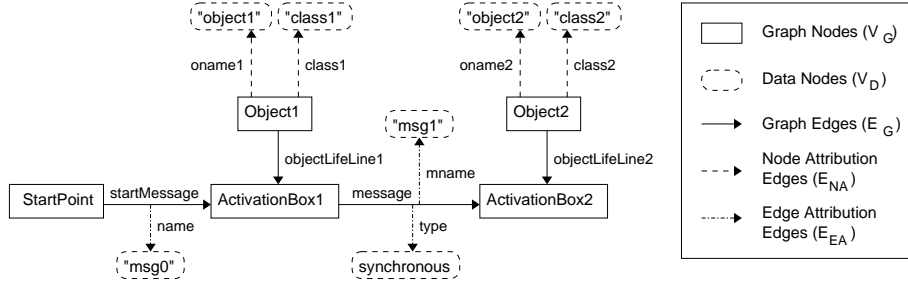 "object1" "class1" "object2" "class2"
oname1 class1 oname2 class2
Object1 "msg1" Object2
objectLifeLine1 mname objectLifeLine2
StartPoint startMessage ActivationBox1 message ActivationBox2
name type
"msg0" synchronous
Graph Nodes (V G)
Data Nodes (V D)
Graph Edges (E G)
Node Attribution
Edges (E NA)
Edge Attribution
Edges (E EA)